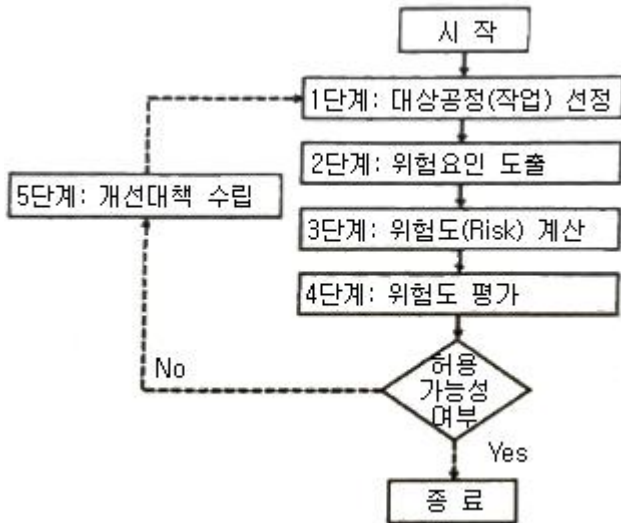 시 작
1단계: 대상공정(작업) 선정
2단계: 위험요인 도출
5단계: 개선대책 수립
3단계: 위험도(Risk) 계산
4단계: 위험도 평가
허용
가능성
여부
No
Yes
종 료